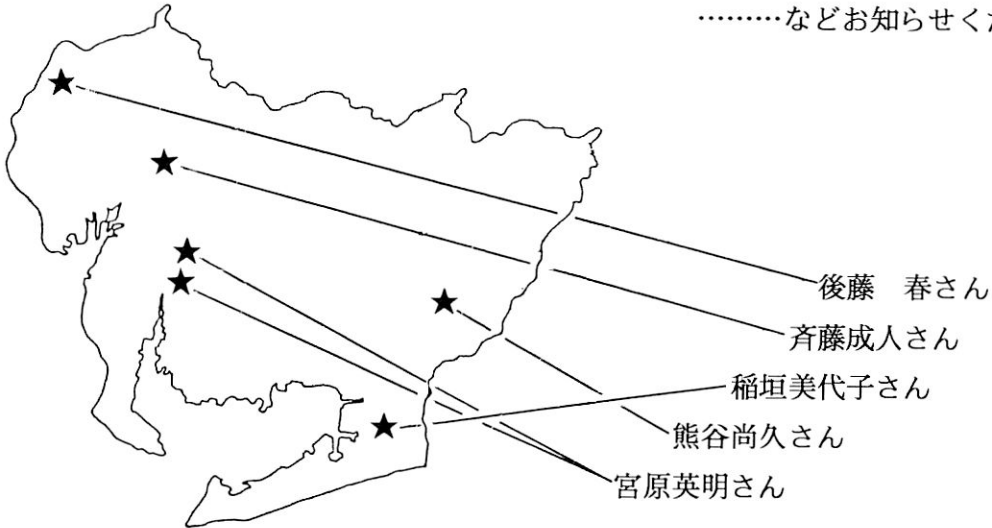 ………などお知らせくだ
後藤　春さん
斉藤成人さん
稲垣美代子さん
熊谷尚久さん
宮原英明さん